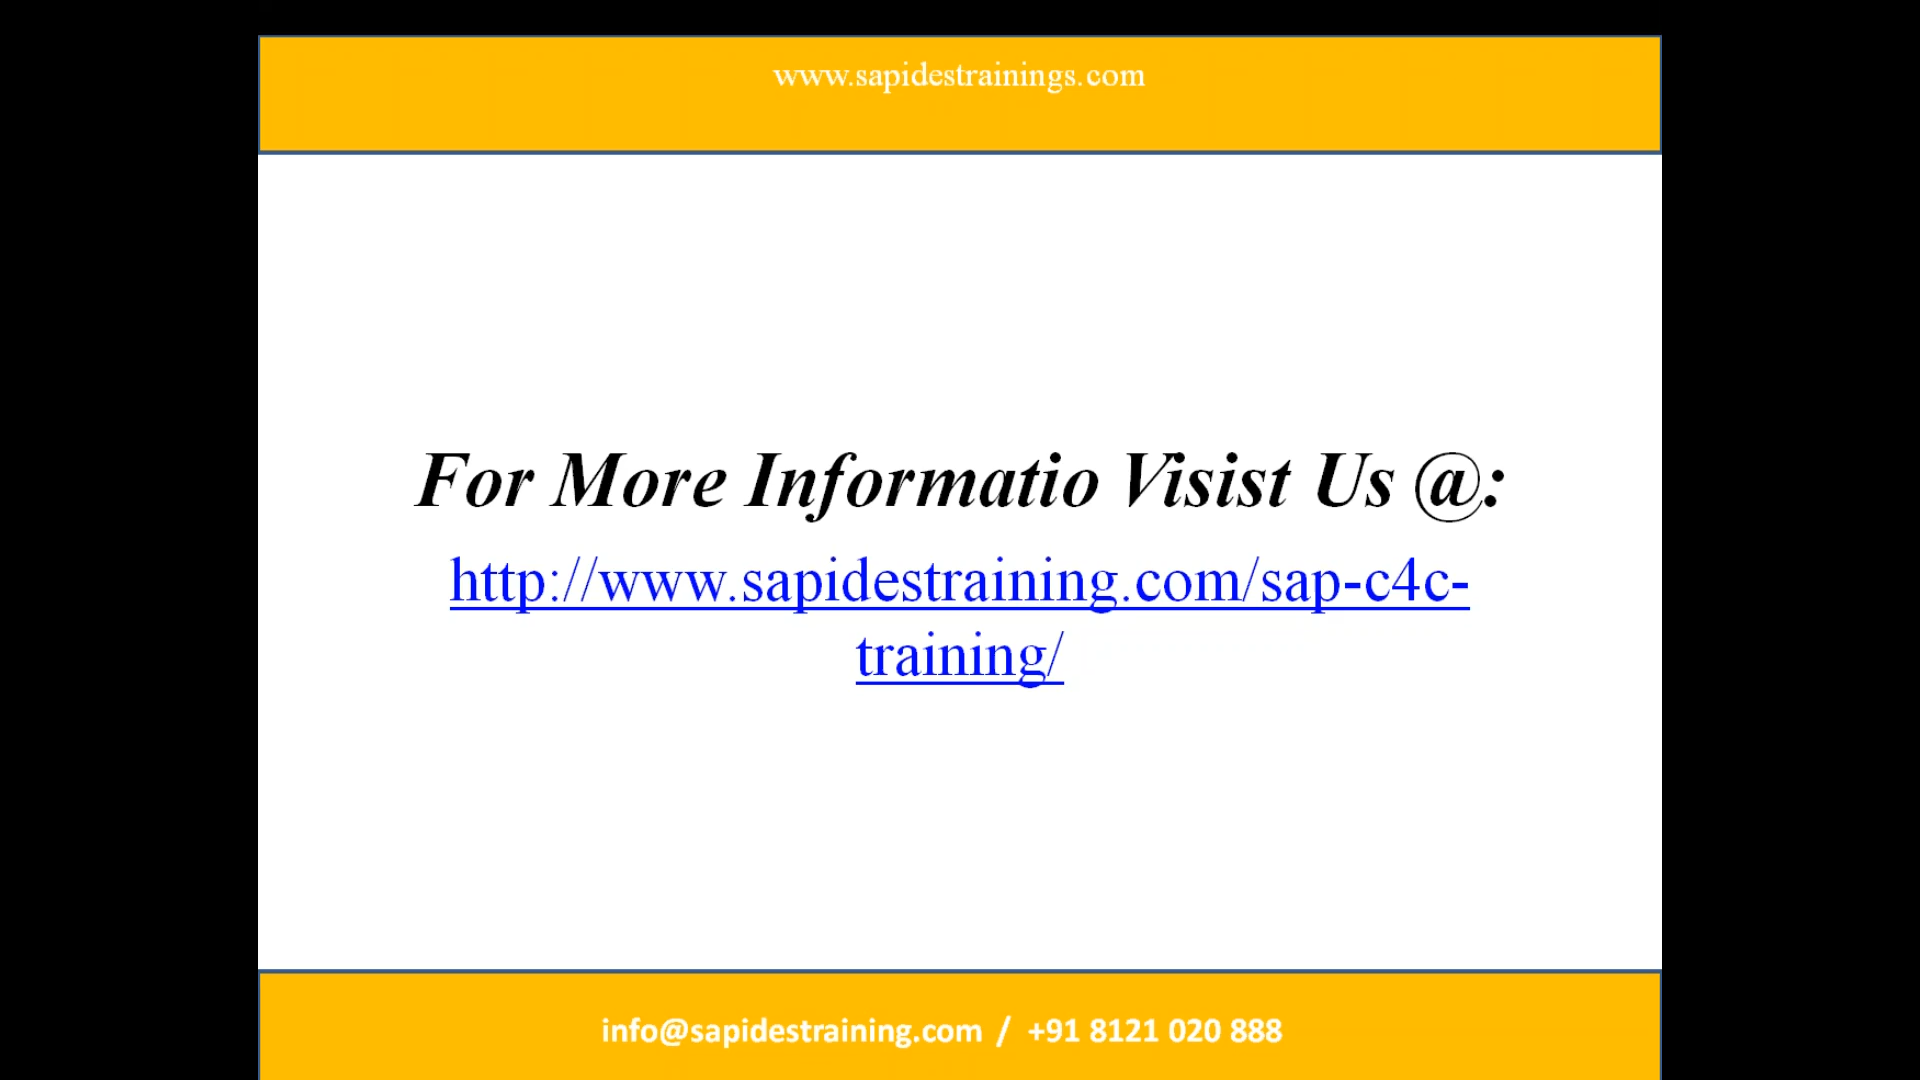 www.sapidestrainings.com
For More Informatio Visist Us @:
http://www.sapidestraining.com/sap-c4c-
training/
info@sapidestraining.com / +91 8121 020 888